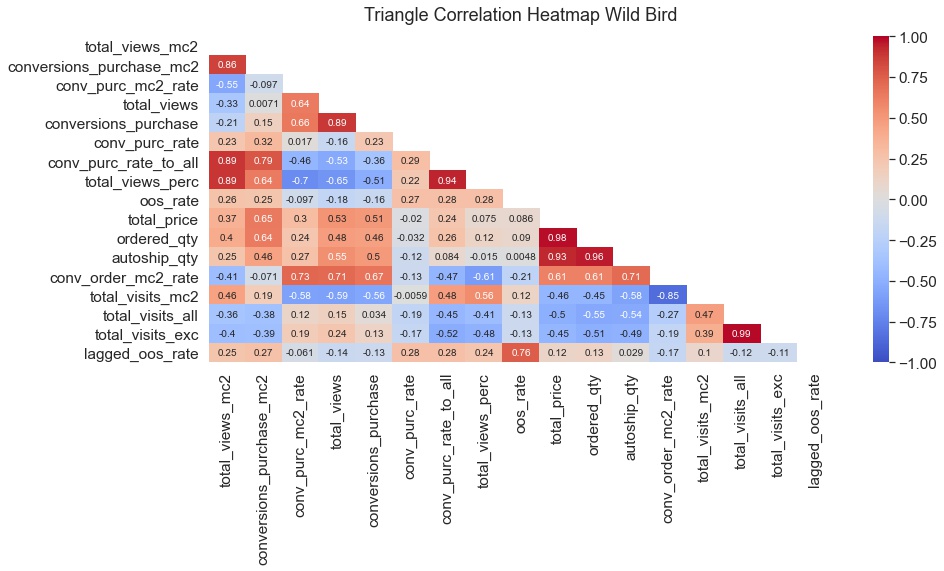 Triangle Correlation Heatmap Wild Bird
total_views_mc2
conversions_purchase_mc2 0.86
conv_purc_mc2_rate -0.55 -0.097
total_views -0.33 0.0071 0.64
conversions_purchase -0.21 0.15 0.66 0.89
conv_purc_rate 0.23 0.32 0.017 -0.16 0.23
conv_purc_rate_to_all 0.89 0.79 -0.46 -0.53 -0.36 0.29
total_views_perc 0.89 0.64 -0.7 -0.65 -0.51 0.22 0.94
oos_rate 0.26 0.25 -0.097 -0.18 -0.16 0.27 0.28 0.28
total_price 0.37 0.65 0.3 0.53 0.51 -0.02 0.24 0.075 0.086
ordered_qty 0.4 0.64 0.24 0.48 0.46 -0.032 0.26 0.12 0.09 0.98
autoship_qty 0.25 0.46 0.27 0.55 0.5 -0.12 0.084 -0.015 0.0048 0.93 0.96
conv_order_mc2_rate -0.41 -0.071 0.73 0.71 0.67 -0.13 -0.47 -0.61 -0.21 0.61 0.61 0.71
total_visits_mc2 0.46 0.19 -0.58 -0.59 -0.56 -0.0059 0.48 0.56 0.12 -0.46 -0.45 -0.58 -0.85
total_visits_all -0.36 -0.38 0.12 0.15 0.034 -0.19 -0.45 -0.41 -0.13 -0.5 -0.55 -0.54 -0.27 0.47
total_visits_exc -0.4 -0.39 0.19 0.24 0.13 -0.17 -0.52 -0.48 -0.13 -0.45 -0.51 -0.49 -0.19 0.39 0.99
lagged_oos_rate 0.25 0.27 -0.061 -0.14 -0.13 0.28 0.28 0.24 0.76 0.12 0.13 0.029 -0.17 0.1 -0.12 -0.11
total_views_mc2
conversions_purchase_mc2
conv_purc_mc2_rate
total_views
conversions_purchase
conv_purc_rate
conv_purc_rate_to_all
total_views_perc
oos_rate
total_price
ordered_qty
autoship_qty
conv_order_mc2_rate
total_visits_mc2
total_visits_all
total_visits_exc
lagged_oos_rate
1.00
0.75
0.50
0.25
0.00
−0.25
−0.50
−0.75
−1.00